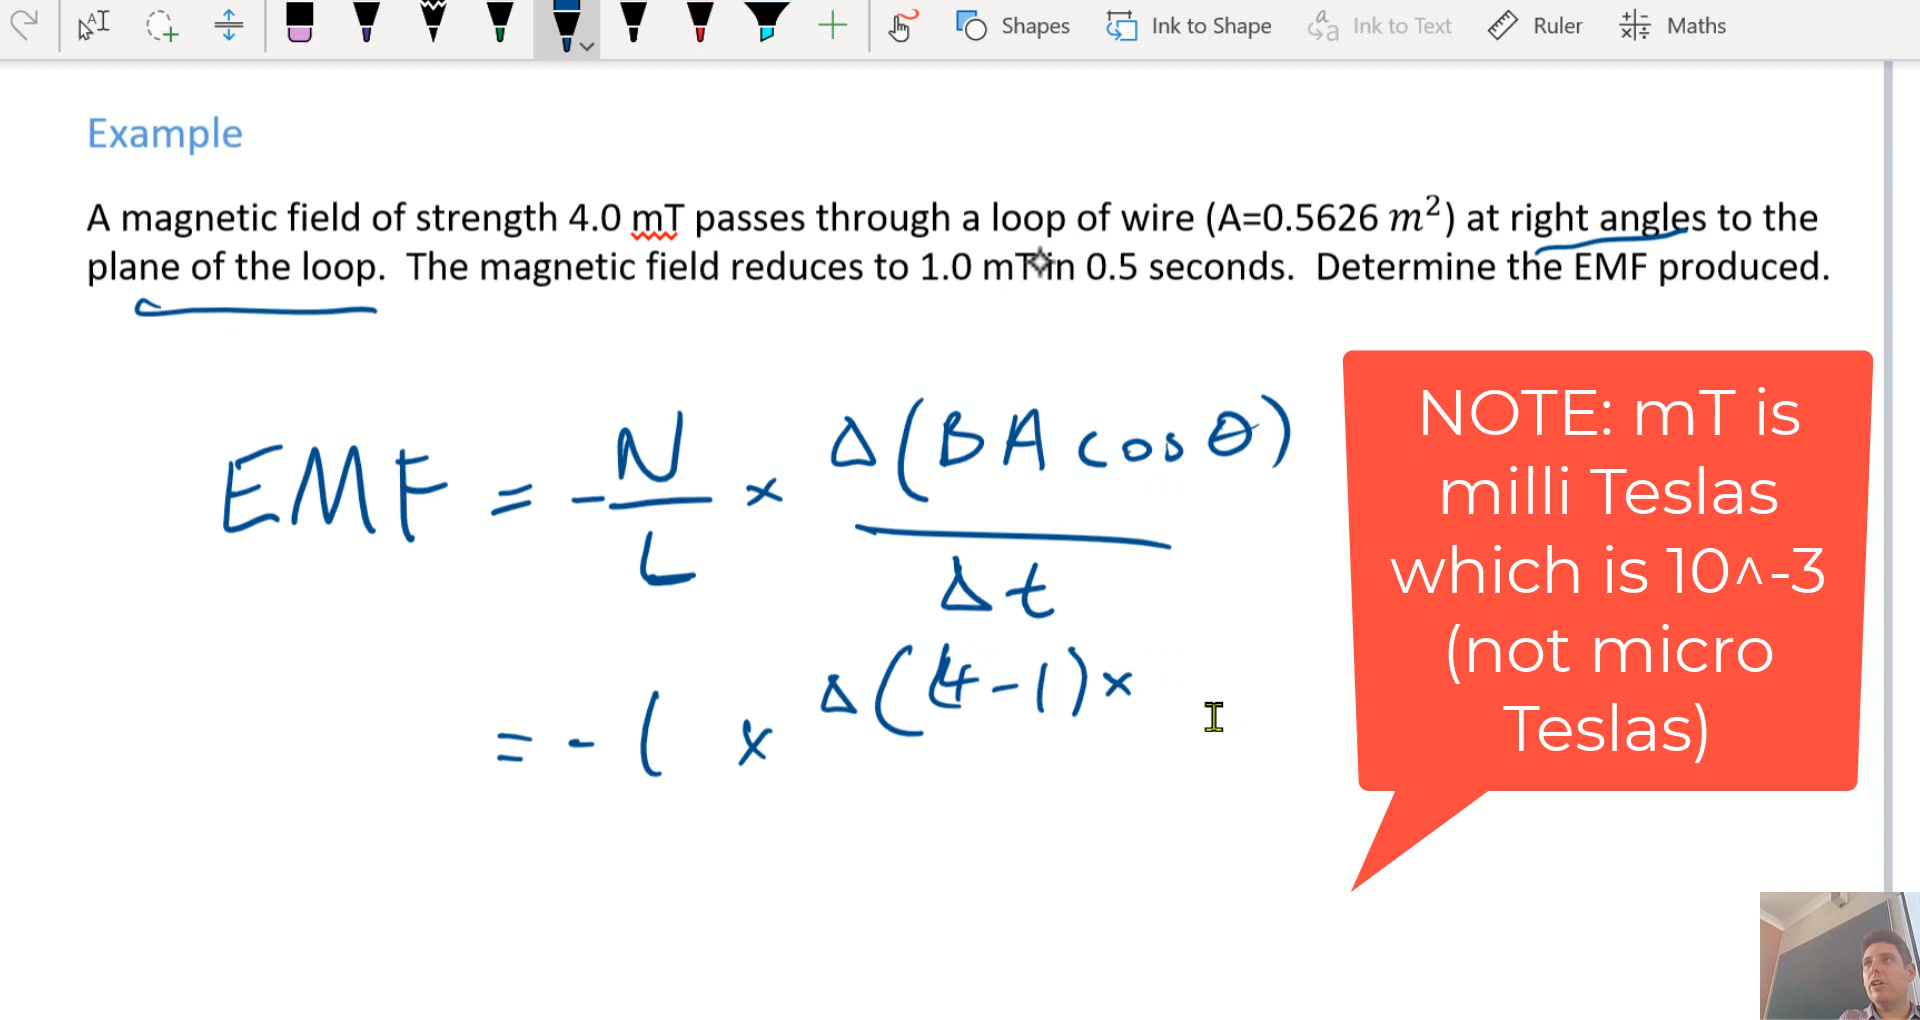 Shapes Ink to Shape Ink to Text Ruler Maths
Example
A magnetic field of strength 4.0 mT passes through a loop of wire (A=0.5626 m²) at right angles to the
plane of the loop. The magnetic field reduces to 1.0 mT in 0.5 seconds. Determine the EMF produced.
EMF = - N/L × Δ(BA cos θ)/Δt
= - ( × Δ((4-1)×
NOTE: mT is
milli Teslas
which is 10^-3
(not micro
Teslas)